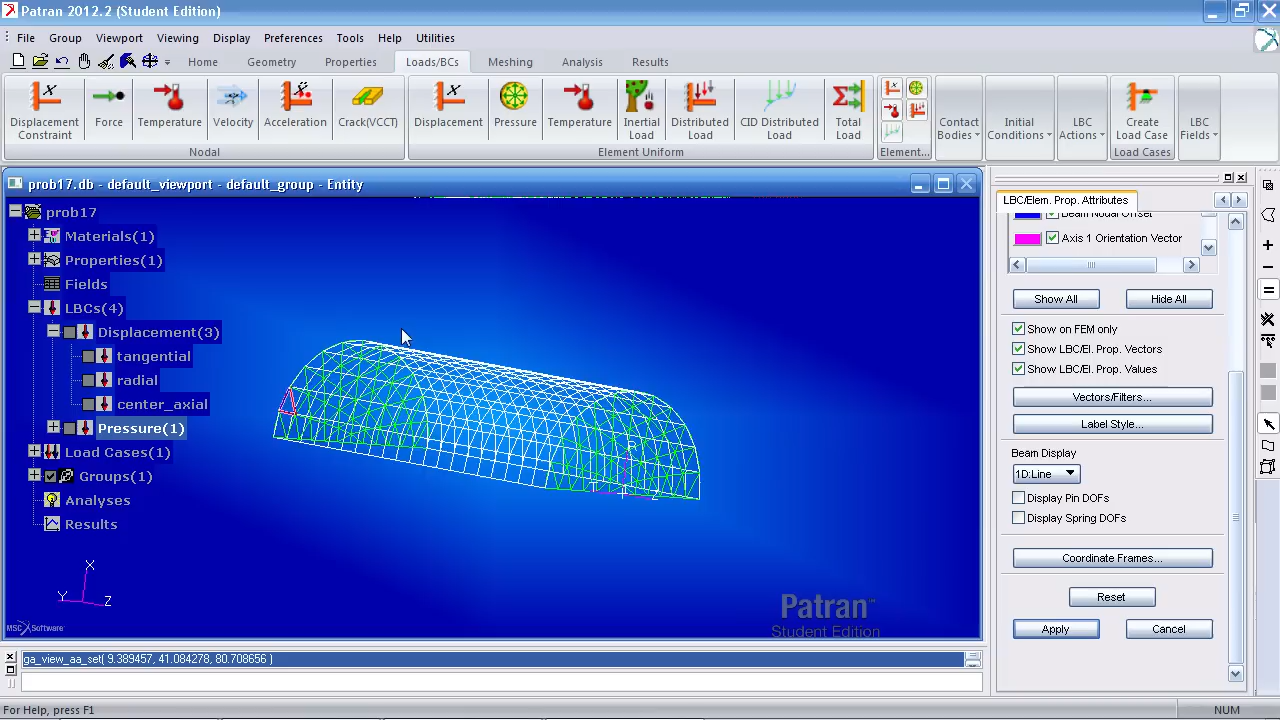 Patran 2012.2 (Student Edition)
File Group Viewport Viewing Display Preferences Tools Help Utilities
Home Geometry Properties Loads/BCs Meshing Analysis Results
Displacement Constraint
Force
Temperature
Velocity
Acceleration
Crack(VCCT)
Displacement
Pressure
Temperature
Inertial Load
Distributed Load
CID Distributed Load
Total Load
Contact Bodies
Initial Conditions
LBC Actions
Create Load Case
LBC Fields
Nodal
Element Uniform
Element...
Load Cases
prob17.db - default_viewport - default_group - Entity
prob17
Materials(1)
Properties(1)
Fields
LBCs(4)
Displacement(3)
tangential
radial
center_axial
Pressure(1)
Load Cases(1)
Groups(1)
Analyses
Results
R
T
Z
X
Y
Z
MSC Software
Patran™
Student Edition
LBC/Elem. Prop. Attributes
Beam Nodal Offset
Axis 1 Orientation Vector
Show All
Hide All
Show on FEM only
Show LBC/El. Prop. Vectors
Show LBC/El. Prop. Values
Vectors/Filters...
Label Style...
Beam Display
1D:Line
Display Pin DOFs
Display Spring DOFs
Coordinate Frames...
Reset
Apply
Cancel
ga_view_aa_set( 9.389457, 41.084278, 80.708656 )
For Help, press F1
NUM